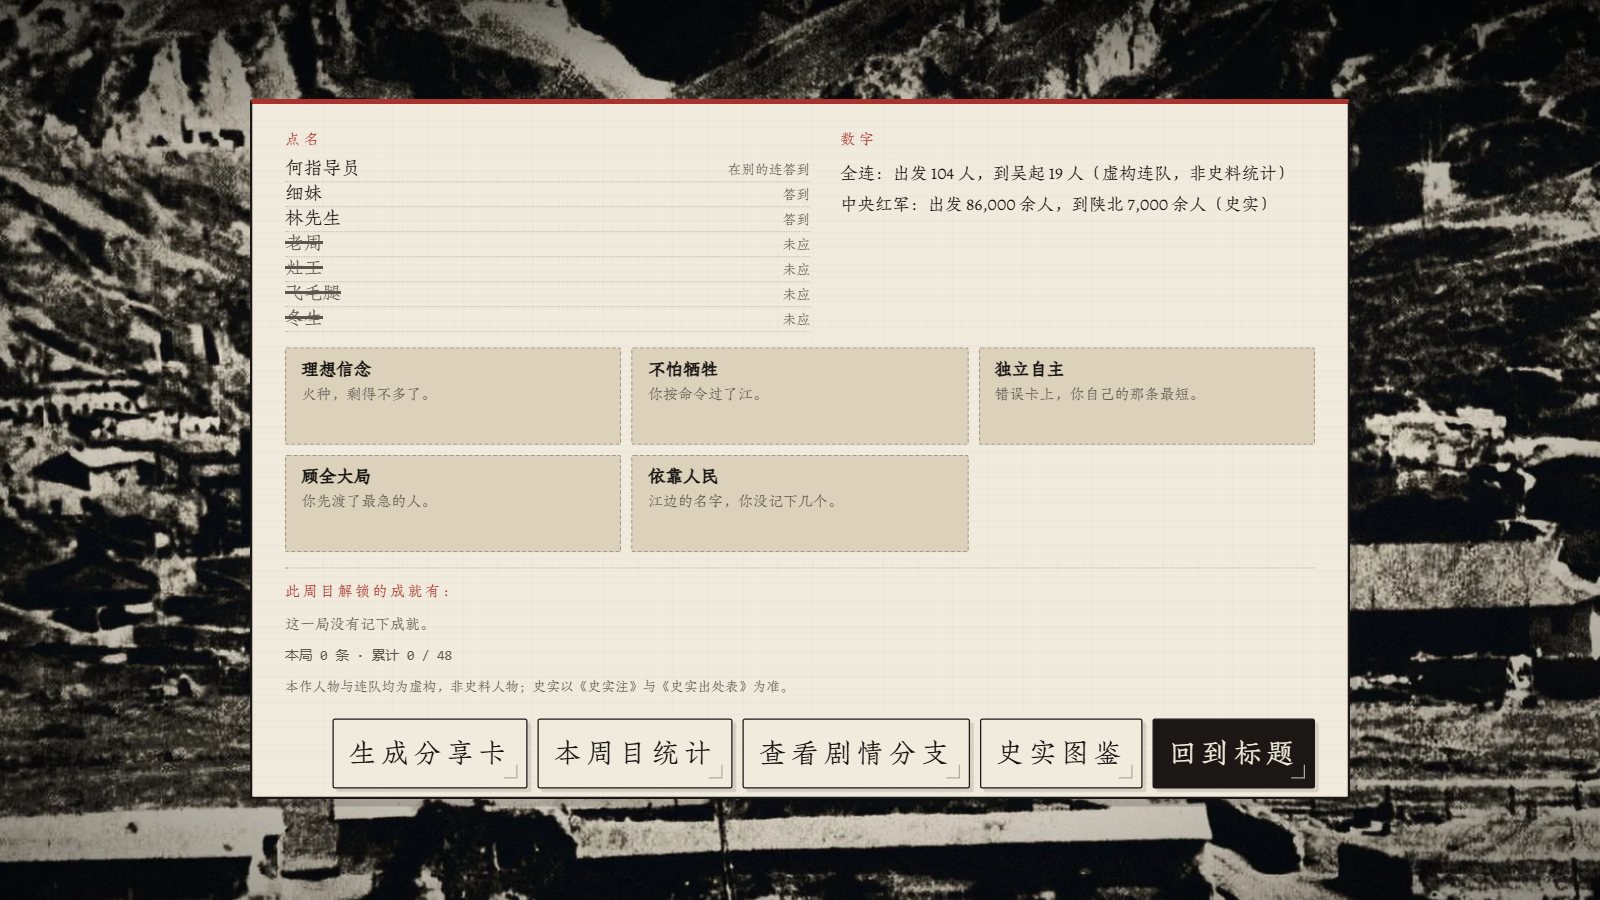 点名
何指导员 在别的连答到
细妹 答到
林先生 答到
老周 未应
灶王 未应
飞毛腿 未应
冬生 未应
数字
全连：出发 104 人，到吴起 19 人（虚构连队，非史料统计）
中央红军：出发 86,000 余人，到陕北 7,000 余人（史实）
理想信念
火种，剩得不多了。
不怕牺牲
你按命令过了江。
独立自主
错误卡上，你自己的那条最短。
顾全大局
你先渡了最急的人。
依靠人民
江边的名字，你没记下几个。
此周目解锁的成就有：
这一局没有记下成就。
本局 0 条 · 累计 0 / 48
本作人物与连队均为虚构，非史料人物；史实以《史实注》与《史实出处表》为准。
生成分享卡
本周目统计
查看剧情分支
史实图鉴
回到标题